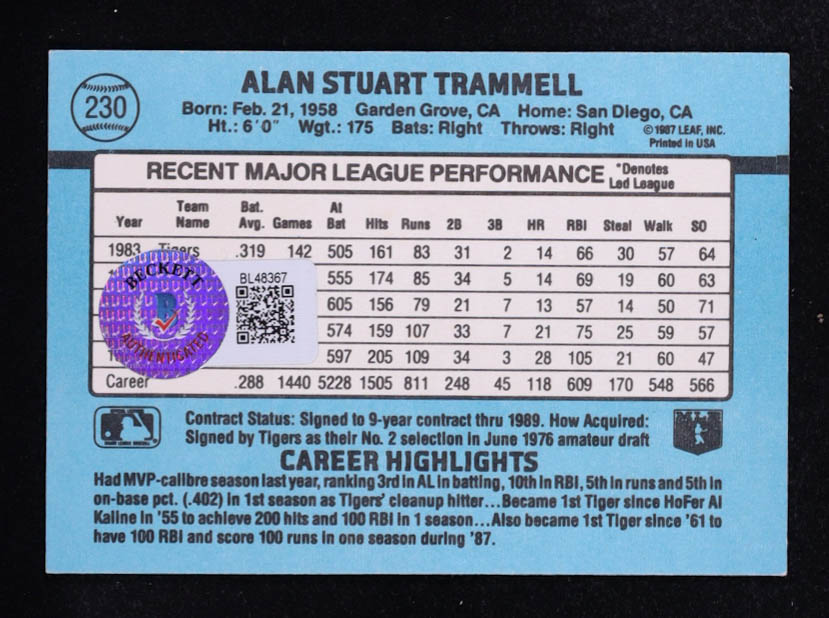 230
ALAN STUART TRAMMELL
Born: Feb. 21, 1958 Garden Grove, CA Home: San Diego, CA
Ht.: 6'0" Wgt.: 175 Bats: Right Throws: Right
© 1987 LEAF, INC.
Printed in USA
RECENT MAJOR LEAGUE PERFORMANCE *Denotes Led League
Year Team Name Bat. Avg. Games At Bat Hits Runs 2B 3B HR RBI Steal Walk SO
1983 Tigers .319 142 505 161 83 31 2 14 66 30 57 64
555 174 85 34 5 14 69 19 60 63
605 156 79 21 7 13 57 14 50 71
574 159 107 33 7 21 75 25 59 57
597 205 109 34 3 28 105 21 60 47
Career .288 1440 5228 1505 811 248 45 118 609 170 548 566
BECKETT
B
AUTHENTICATED
BL48367
Contract Status: Signed to 9-year contract thru 1989. How Acquired:
Signed by Tigers as their No. 2 selection in June 1976 amateur draft
CAREER HIGHLIGHTS
Had MVP-calibre season last year, ranking 3rd in AL in batting, 10th in RBI, 5th in runs and 5th in
on-base pct. (.402) in 1st season as Tigers' cleanup hitter...Became 1st Tiger since HoFer Al
Kaline in '55 to achieve 200 hits and 100 RBI in 1 season...Also became 1st Tiger since '61 to
have 100 RBI and score 100 runs in one season during '87.